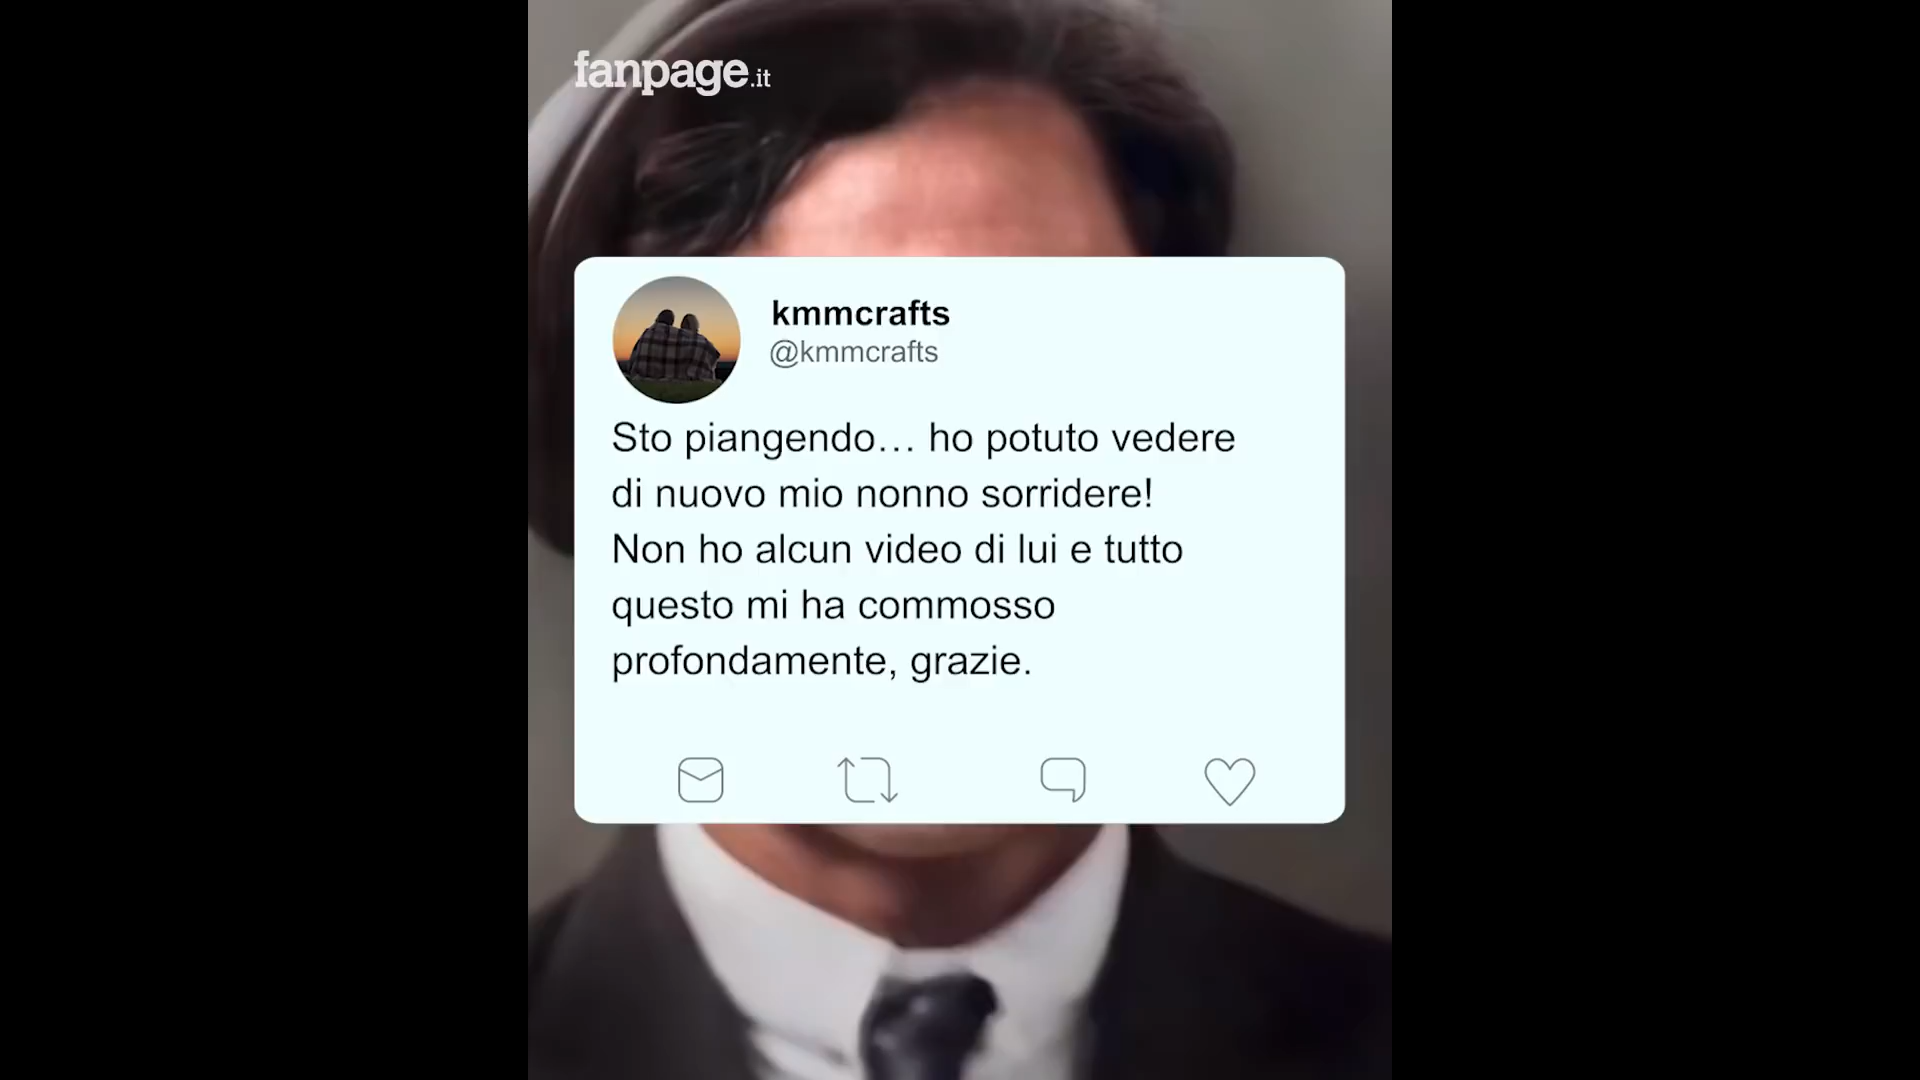 fanpage.it
kmmcrafts
@kmmcrafts
Sto piangendo… ho potuto vedere
di nuovo mio nonno sorridere!
Non ho alcun video di lui e tutto
questo mi ha commosso
profondamente, grazie.